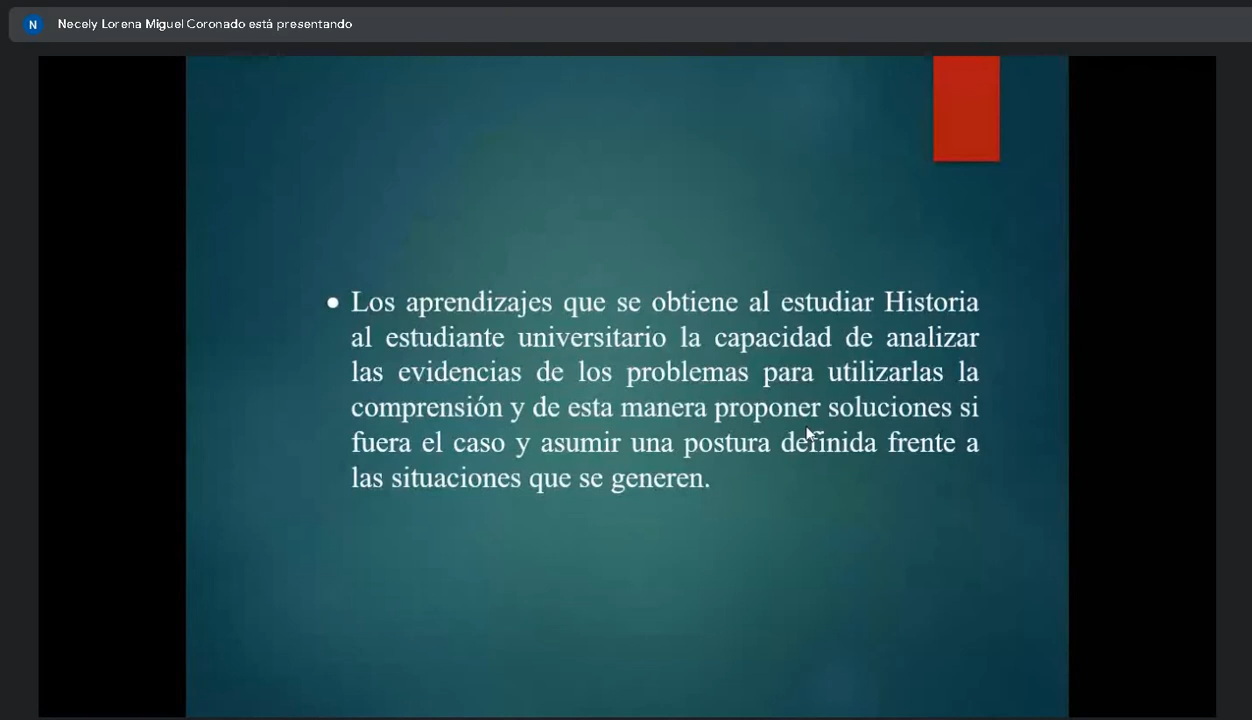 N Necely Lorena Miguel Coronado está presentando
• Los aprendizajes que se obtiene al estudiar Historia
al estudiante universitario la capacidad de analizar
las evidencias de los problemas para utilizarlas la
comprensión y de esta manera proponer soluciones si
fuera el caso y asumir una postura definida frente a
las situaciones que se generen.